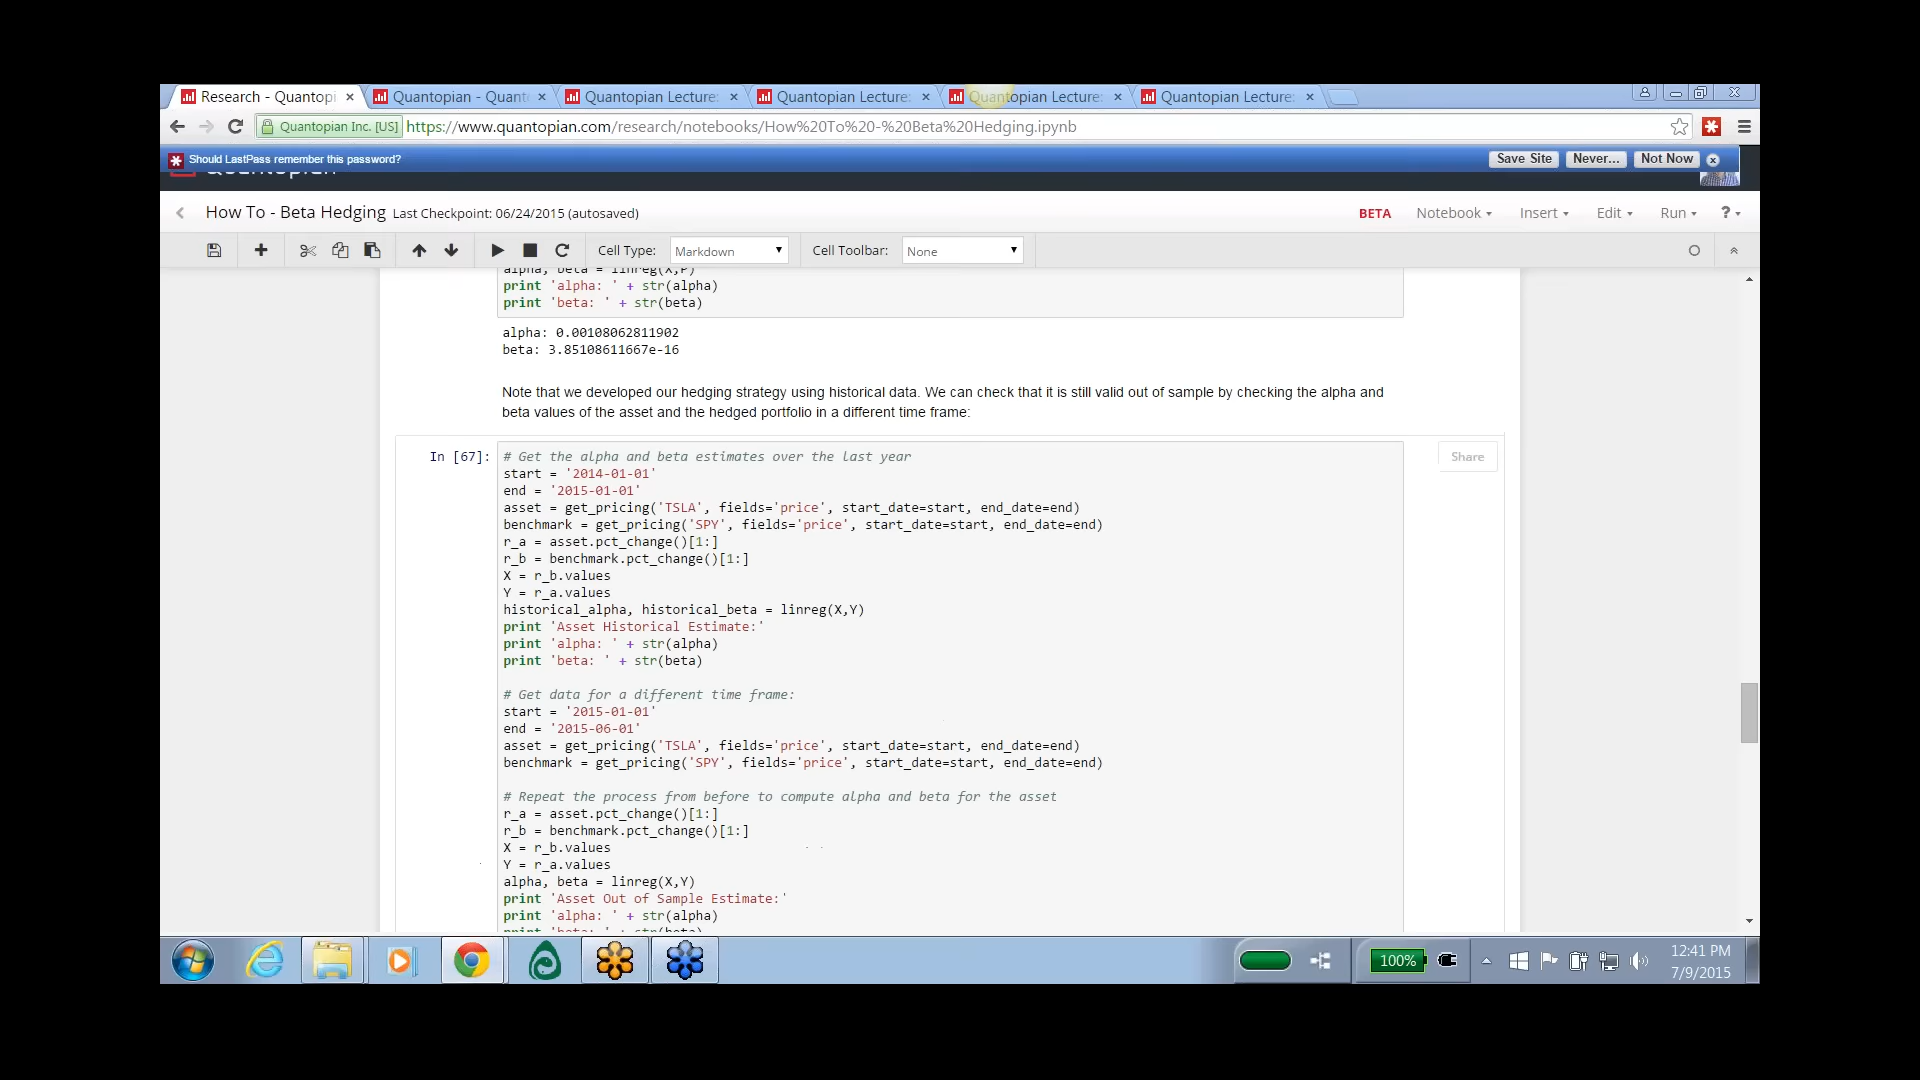 Research - Quantopi
Quantopian - Quant
Quantopian Lecture:
Quantopian Lecture:
Quantopian Lecture:
Quantopian Lecture:
Quantopian Inc. [US]
https://www.quantopian.com/research/notebooks/How%20To%20-%20Beta%20Hedging.ipynb
Should LastPass remember this password?
Save Site
Never...
Not Now
How To - Beta Hedging Last Checkpoint: 06/24/2015 (autosaved)
BETA
Notebook
Insert
Edit
Run
?
Cell Type:
Markdown
Cell Toolbar:
None
alpha, beta = linreg(X,P)
print 'alpha: ' + str(alpha)
print 'beta: ' + str(beta)
alpha: 0.00108062811902
beta: 3.85108611667e-16
Note that we developed our hedging strategy using historical data. We can check that it is still valid out of sample by checking the alpha and
beta values of the asset and the hedged portfolio in a different time frame:
In [67]:
Share
# Get the alpha and beta estimates over the last year
start = '2014-01-01'
end = '2015-01-01'
asset = get_pricing('TSLA', fields='price', start_date=start, end_date=end)
benchmark = get_pricing('SPY', fields='price', start_date=start, end_date=end)
r_a = asset.pct_change()[1:]
r_b = benchmark.pct_change()[1:]
X = r_b.values
Y = r_a.values
historical_alpha, historical_beta = linreg(X,Y)
print 'Asset Historical Estimate:'
print 'alpha: ' + str(alpha)
print 'beta: ' + str(beta)
# Get data for a different time frame:
start = '2015-01-01'
end = '2015-06-01'
asset = get_pricing('TSLA', fields='price', start_date=start, end_date=end)
benchmark = get_pricing('SPY', fields='price', start_date=start, end_date=end)
# Repeat the process from before to compute alpha and beta for the asset
r_a = asset.pct_change()[1:]
r_b = benchmark.pct_change()[1:]
X = r_b.values
Y = r_a.values
alpha, beta = linreg(X,Y)
print 'Asset Out of Sample Estimate:'
print 'alpha: ' + str(alpha)
100%
12:41 PM
7/9/2015